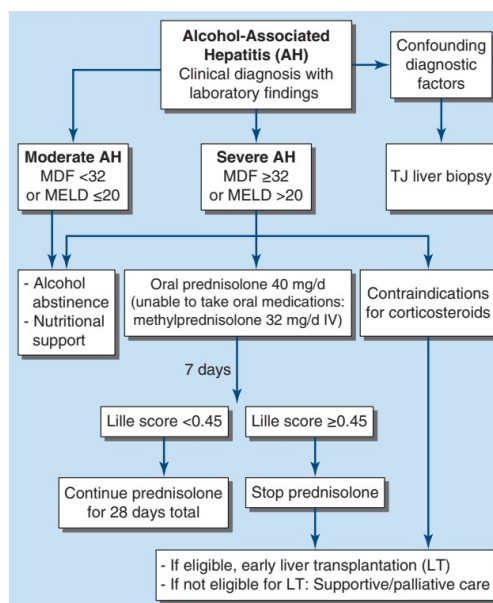 Alcohol-Associated
Hepatitis (AH)
Clinical diagnosis with
laboratory findings
Confounding
diagnostic
factors
Moderate AH
MDF <32
or MELD ≤20
Severe AH
MDF ≥32
or MELD >20
TJ liver biopsy
- Alcohol
abstinence
- Nutritional
support
Oral prednisolone 40 mg/d
(unable to take oral medications:
methylprednisolone 32 mg/d IV)
Contraindications
for corticosteroids
7 days
Lille score <0.45
Lille score ≥0.45
Continue prednisolone
for 28 days total
Stop prednisolone
- If eligible, early liver transplantation (LT)
- If not eligible for LT: Supportive/palliative care